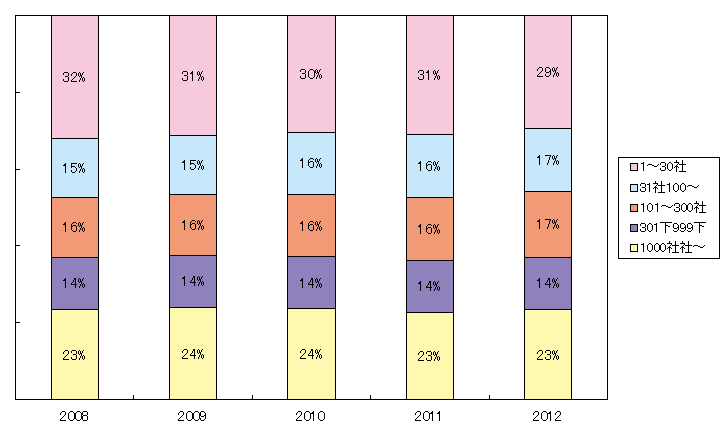 32% 31% 30% 31% 29%
15% 15% 16% 16% 17%
16% 16% 16% 16% 17%
14% 14% 14% 14% 14%
23% 24% 24% 23% 23%
2008 2009 2010 2011 2012
1～30社
31社100～
101～300社
301下999下
1000社社～